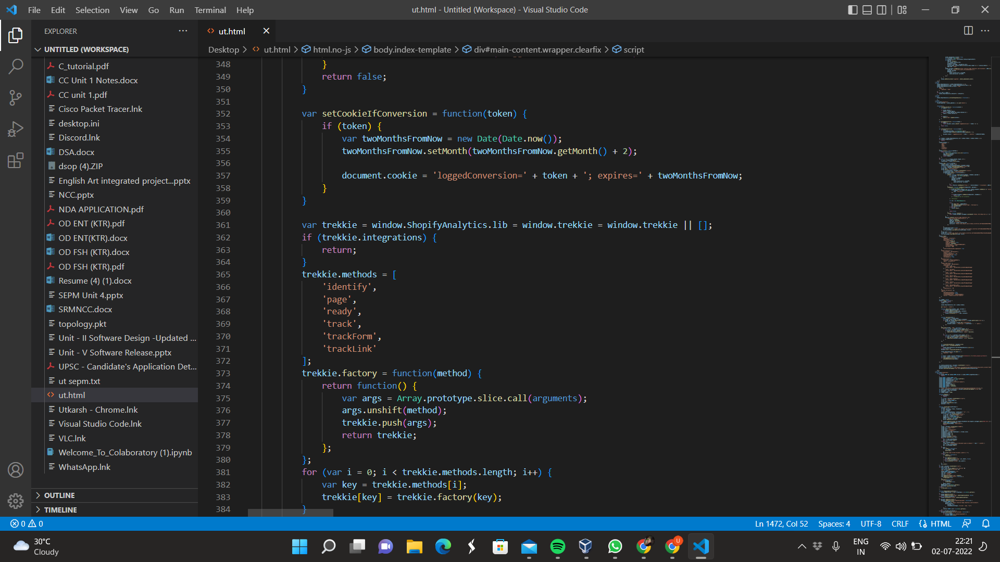 File Edit Selection View Go Run Terminal Help
ut.html - Untitled (Workspace) - Visual Studio Code
EXPLORER
UNTITLED (WORKSPACE)
C_tutorial.pdf
CC Unit 1 Notes.docx
CC unit 1.pdf
Cisco Packet Tracer.lnk
desktop.ini
Discord.lnk
DSA.docx
dsop (4).ZIP
English Art integrated project...pptx
NCC.pptx
NDA APPLICATION.pdf
OD ENT (KTR).pdf
OD ENT(KTR).docx
OD FSH (KTR).docx
OD FSH (KTR).pdf
Resume (4) (1).docx
SEPM Unit 4.pptx
SRMNCC.docx
topology.pkt
Unit - II Software Design -Updated ...
Unit - V Software Release.pptx
UPSC - Candidate's Application Det...
ut sepm.txt
ut.html
Utkarsh - Chrome.lnk
Visual Studio Code.lnk
VLC.lnk
Welcome_To_Colaboratory (1).ipynb
WhatsApp.lnk
OUTLINE
TIMELINE
ut.html
Desktop > ut.html > html.no-js > body.index-template > div#main-content.wrapper.clearfix > script
348 }
349 return false;
350 }
351
352 var setCookieIfConversion = function(token) {
353 if (token) {
354 var twoMonthsFromNow = new Date(Date.now());
355 twoMonthsFromNow.setMonth(twoMonthsFromNow.getMonth() + 2);
356
357 document.cookie = 'loggedConversion=' + token + '; expires=' + twoMonthsFromNow;
358 }
359 }
360
361 var trekkie = window.ShopifyAnalytics.lib = window.trekkie = window.trekkie || [];
362 if (trekkie.integrations) {
363 return;
364 }
365 trekkie.methods = [
366 'identify',
367 'page',
368 'ready',
369 'track',
370 'trackForm',
371 'trackLink'
372 ];
373 trekkie.factory = function(method) {
374 return function() {
375 var args = Array.prototype.slice.call(arguments);
376 args.unshift(method);
377 trekkie.push(args);
378 return trekkie;
379 };
380 };
381 for (var i = 0; i < trekkie.methods.length; i++) {
382 var key = trekkie.methods[i];
383 trekkie[key] = trekkie.factory(key);
384 }
0 0
Ln 1472, Col 52 Spaces: 4 UTF-8 CRLF HTML
30°C
Cloudy
U
ENG
IN
22:21
02-07-2022